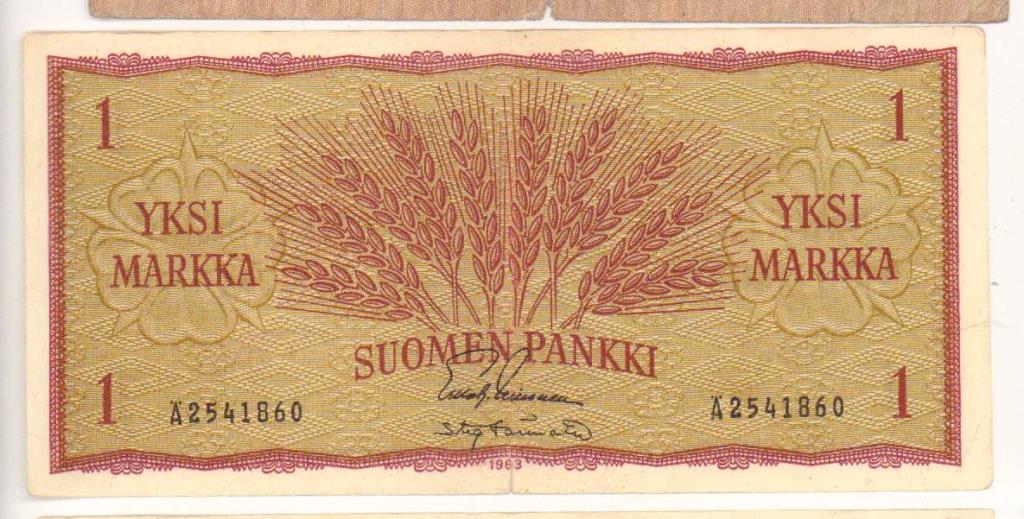 1
1
YKSI
MARKKA
YKSI
MARKKA
SUOMEN PANKKI
1
1
Ä2541860
Ä2541860
1963